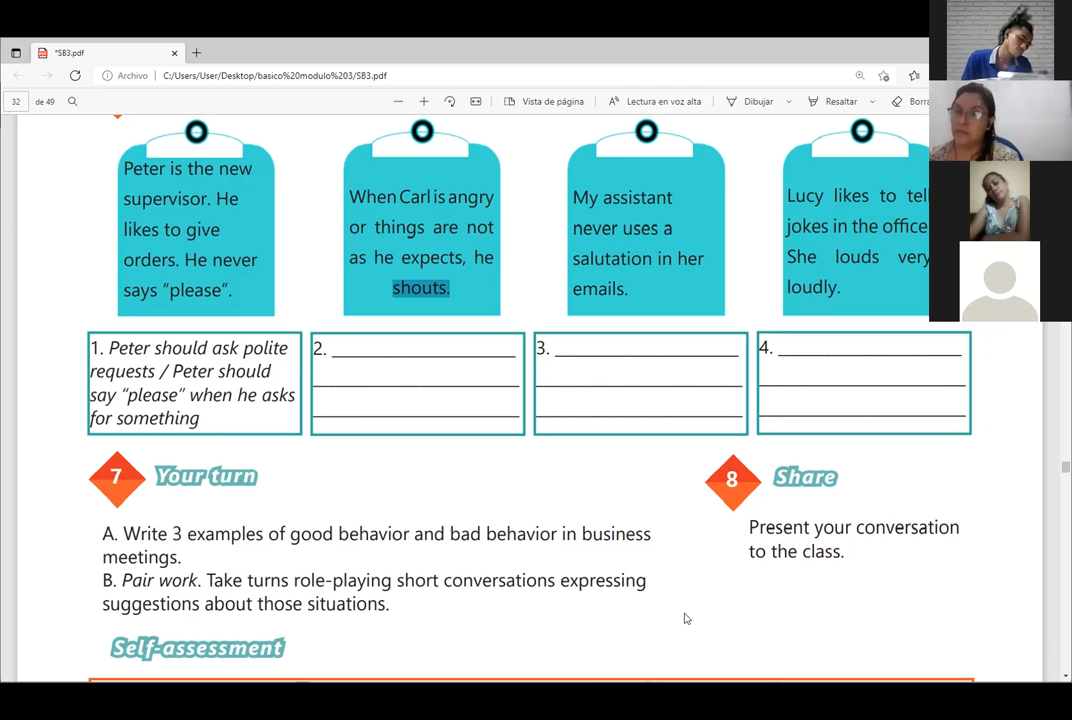 *SB3.pdf
Archivo
C:/Users/User/Desktop/basico%20modulo%203/SB3.pdf
32
de 49
Vista de página
Lectura en voz alta
Dibujar
Resaltar
Borra
Peter is the new
supervisor. He
likes to give
orders. He never
says "please".
When Carl is angry
or things are not
as he expects, he
shouts.
My assistant
never uses a
salutation in her
emails.
Lucy likes to tell
jokes in the office
She louds very
loudly.
1. Peter should ask polite
requests / Peter should
say "please" when he asks
for something
2.
3.
4.
7 Your turn
A. Write 3 examples of good behavior and bad behavior in business
meetings.
B. Pair work. Take turns role-playing short conversations expressing
suggestions about those situations.
8 Share
Present your conversation
to the class.
Self-assessment